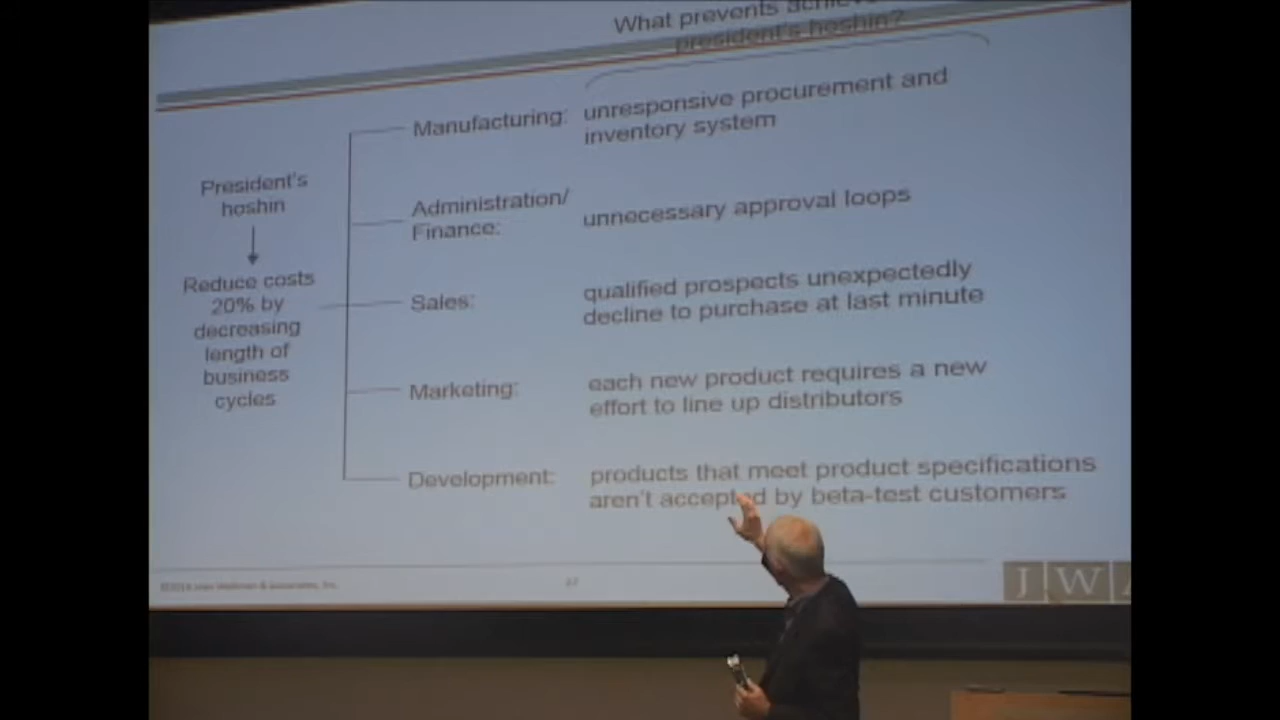 What prevents
president's hoshin?
Manufacturing:
unresponsive procurement and
inventory system
President's
hoshin
Administration/
Finance:
unnecessary approval loops
Reduce costs
20% by
decreasing
length of
business
cycles
Sales:
qualified prospects unexpectedly
decline to purchase at last minute
Marketing:
each new product requires a new
effort to line up distributors
Development:
products that meet product specifications
aren't accepted by beta-test customers
& Associates, Inc.
JW